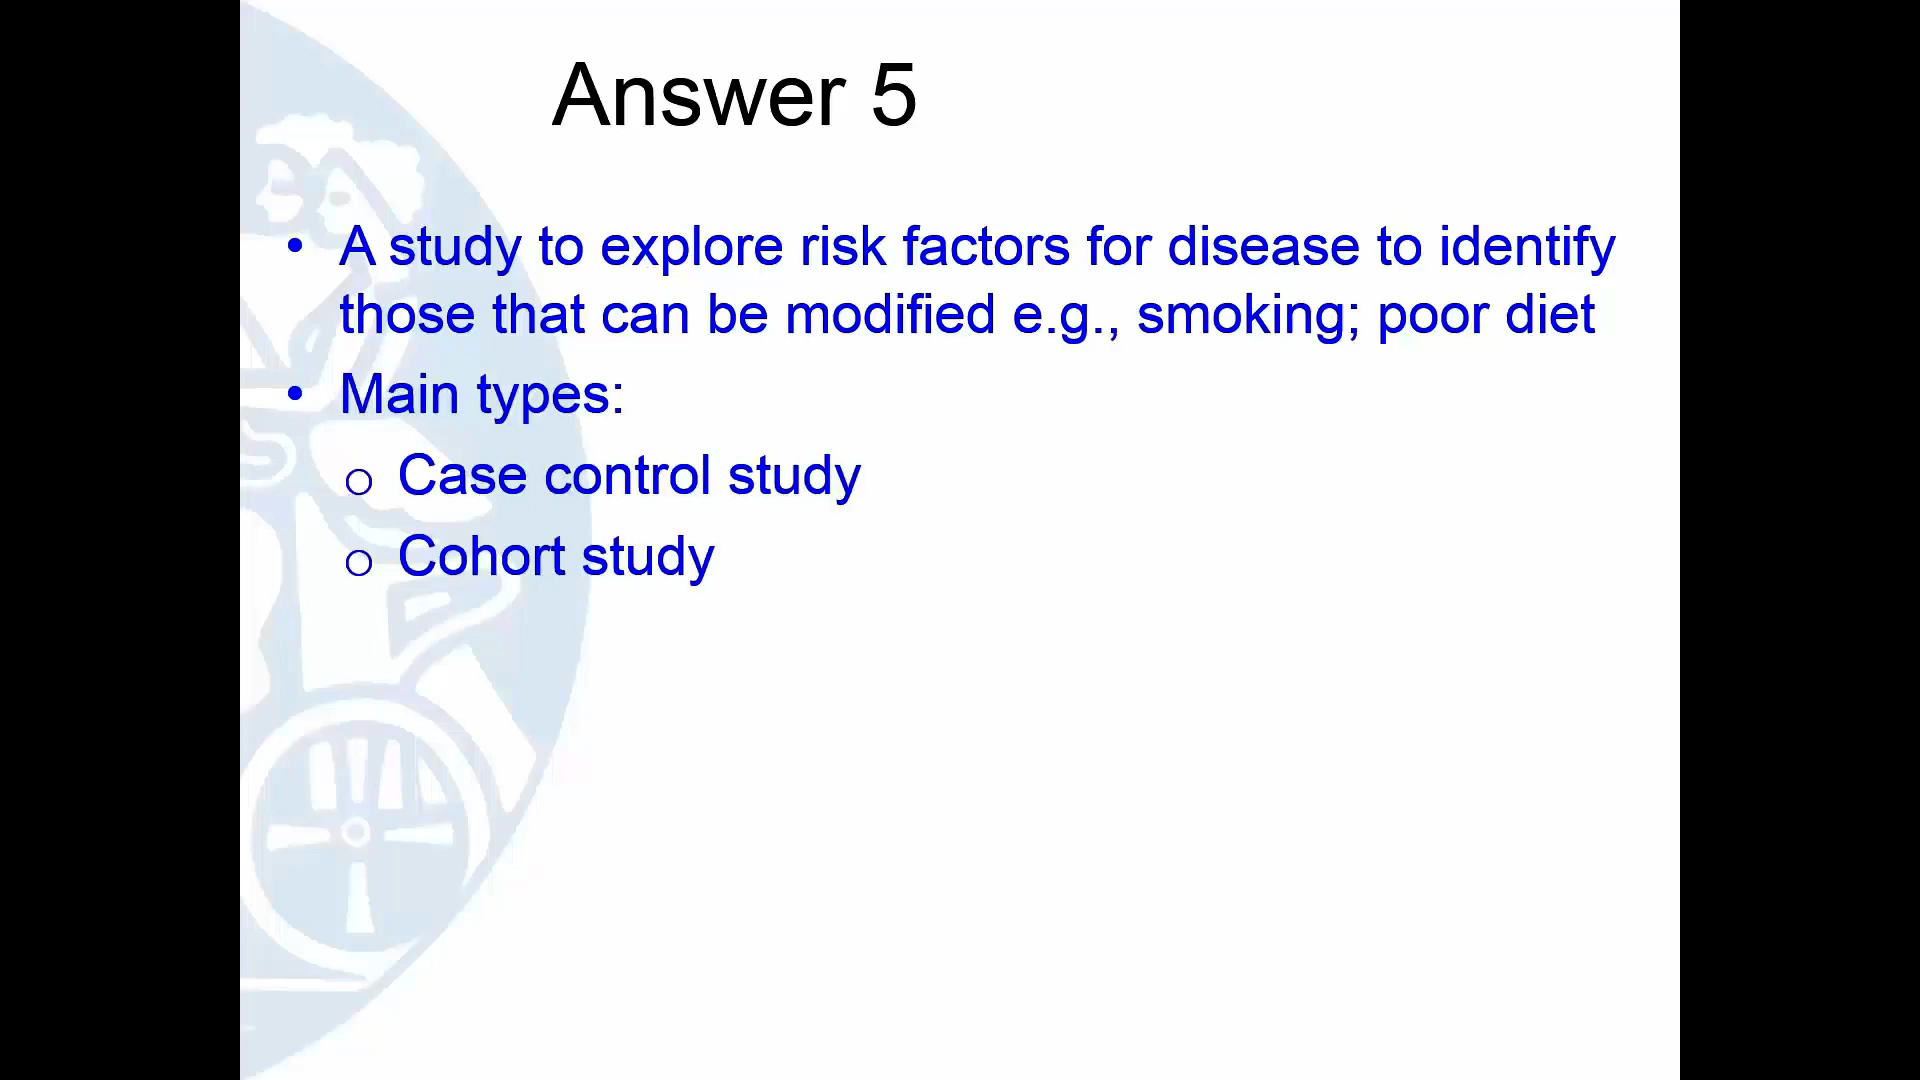 Answer 5
• A study to explore risk factors for disease to identify
those that can be modified e.g., smoking; poor diet
• Main types:
o Case control study
o Cohort study